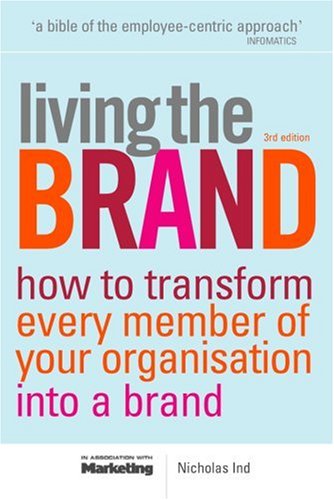 ‘a bible of the employee-centric approach’
INFOMATICS
living the
3rd edition
BRAND
how to transform
every member of
your organisation
into a brand
IN ASSOCIATION WITH
Marketing
Nicholas Ind